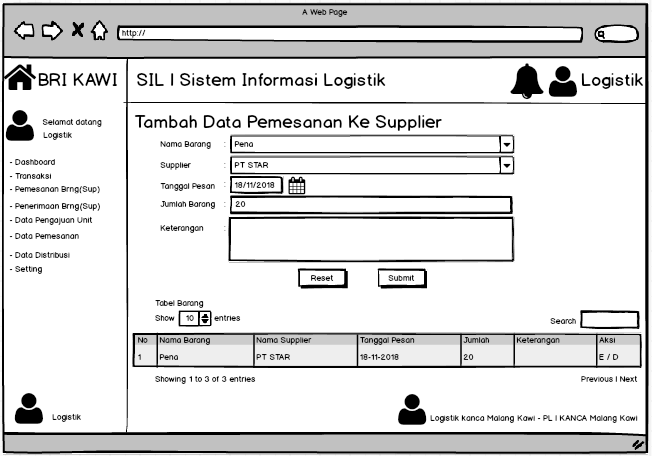 A Web Page
http://
BRI KAWI
SIL | Sistem Informasi Logistik
Logistik
Selamat datang
Logistik
- Dashboard
- Transaksi
- Pemesanan Brng(Sup)
- Penerimaan Brng(Sup)
- Data Pengajuan Unit
- Data Pemesanan
- Data Distribusi
- Setting
Tambah Data Pemesanan Ke Supplier
Nama Barang : Pena
Supplier : PT STAR
Tanggal Pesan : 18/11/2018
Jumlah Barang : 20
Keterangan :
Reset Submit
Tabel Barang
Show 10 entries
Search
No Nama Barang Nama Supplier Tanggal Pesan Jumlah Keterangan Aksi
1 Pena PT STAR 18-11-2018 20 E / D
Showing 1 to 3 of 3 entries
Previous | Next
Logistik
Logistik kanca Malang Kawi - PL | KANCA Malang Kawi